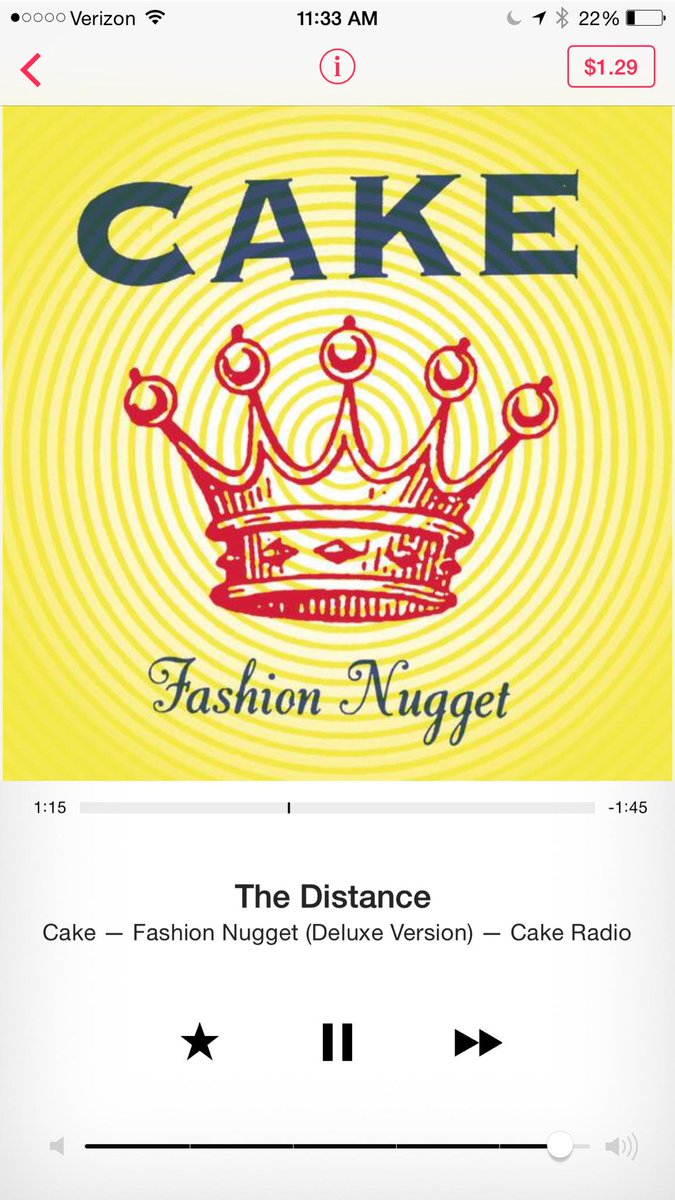 Verizon 11:33 AM 22%
i $1.29
CAKE
Fashion Nugget
1:15 -1:45
The Distance
Cake — Fashion Nugget (Deluxe Version) — Cake Radio